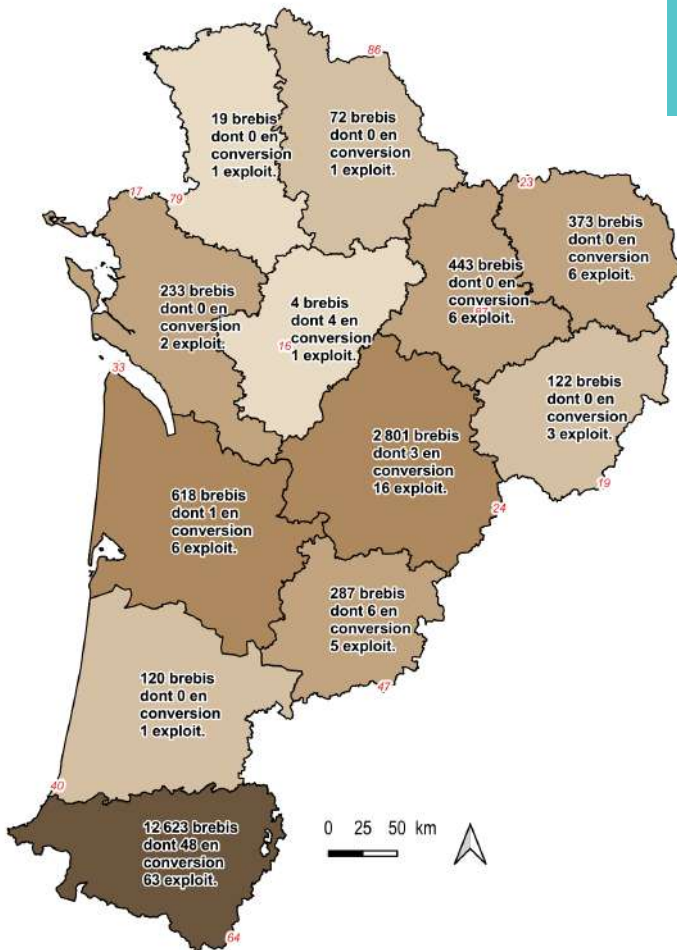 86
19 brebis
dont 0 en
conversion
1 exploit.
72 brebis
dont 0 en
conversion
1 exploit.
17
79
23
373 brebis
dont 0 en
conversion
6 exploit.
443 brebis
dont 0 en
conversion
6 exploit.
87
233 brebis
dont 0 en
conversion
2 exploit.
4 brebis
dont 4 en
conversion
1 exploit.
16
33
122 brebis
dont 0 en
conversion
3 exploit.
19
2 801 brebis
dont 3 en
conversion
16 exploit.
24
618 brebis
dont 1 en
conversion
6 exploit.
287 brebis
dont 6 en
conversion
5 exploit.
47
120 brebis
dont 0 en
conversion
1 exploit.
40
12 623 brebis
dont 48 en
conversion
63 exploit.
64
0 25 50 km